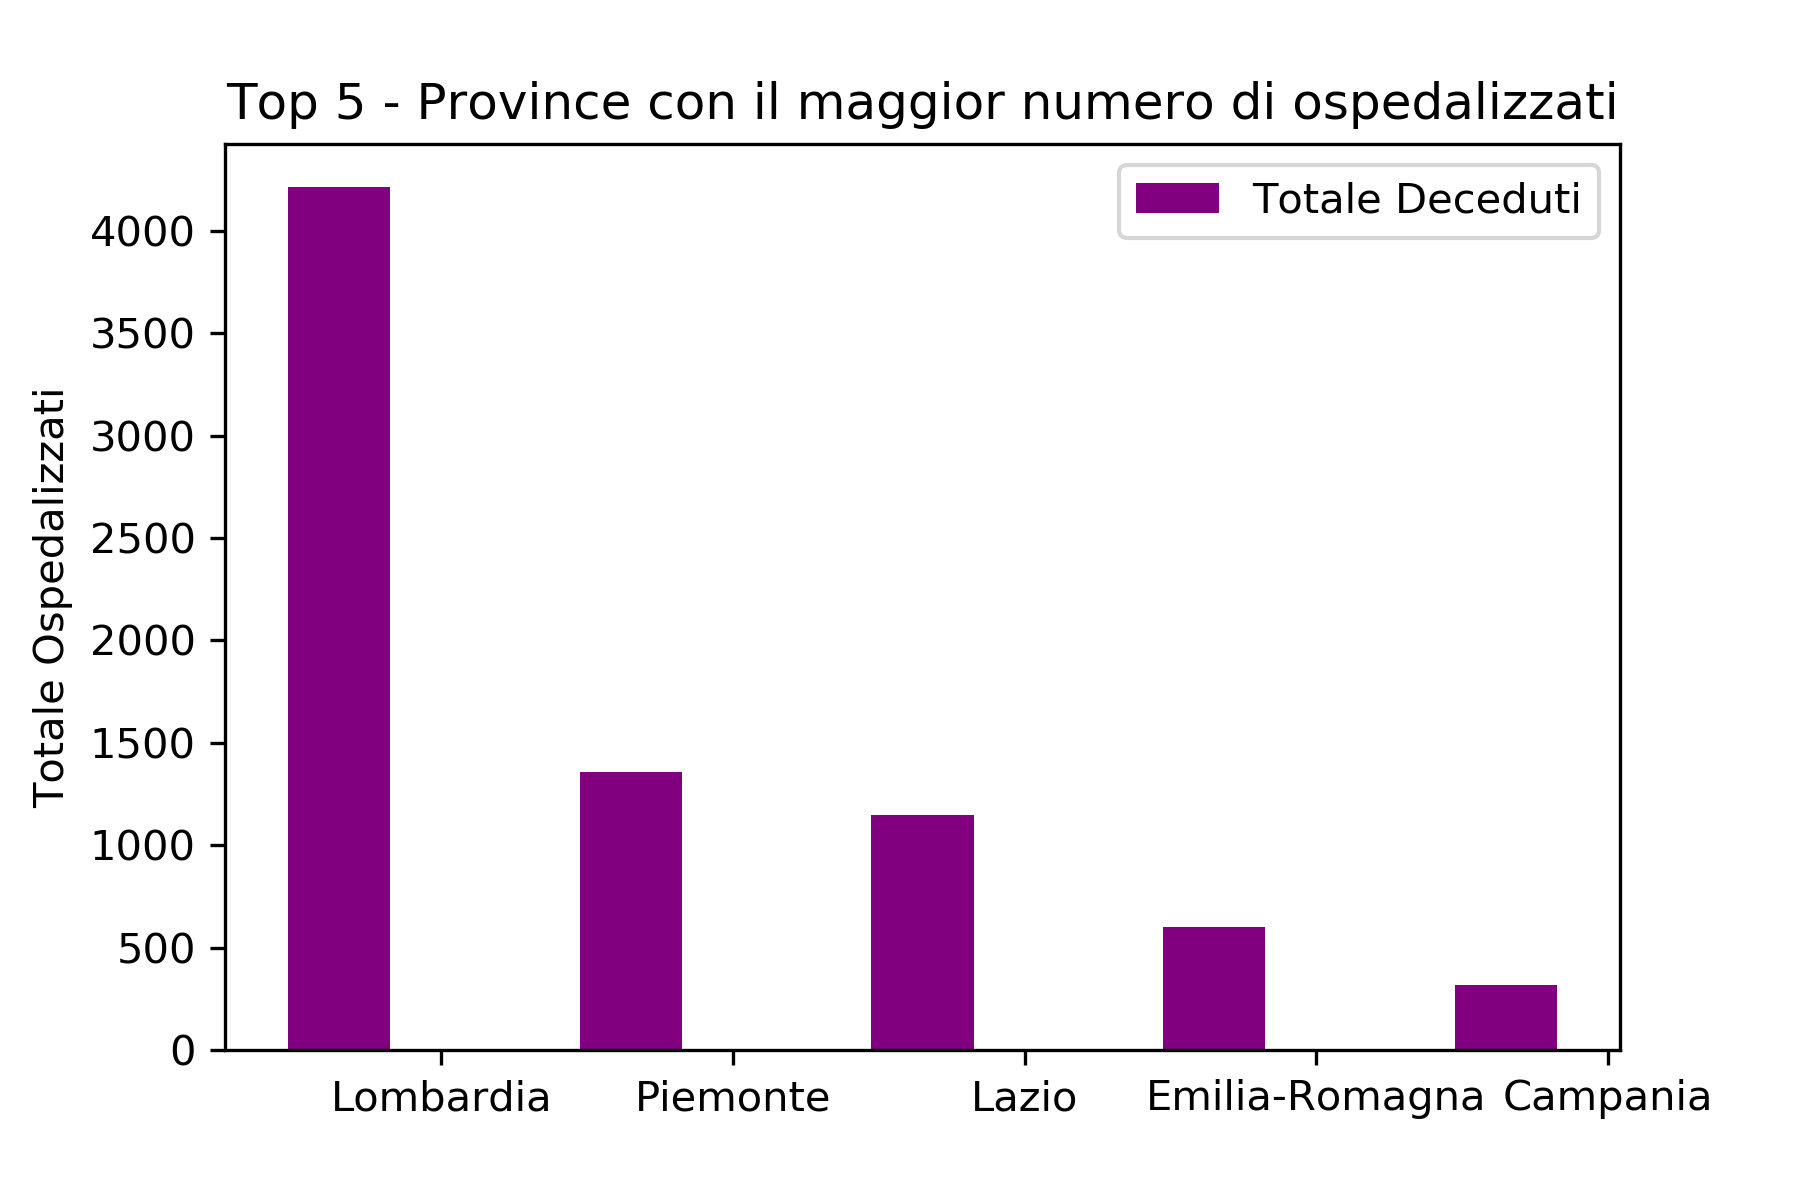 Top 5 - Province con il maggior numero di ospedalizzati
Totale Deceduti
Totale Ospedalizzati
4000
3500
3000
2500
2000
1500
1000
500
0
Lombardia Piemonte Lazio Emilia-Romagna Campania